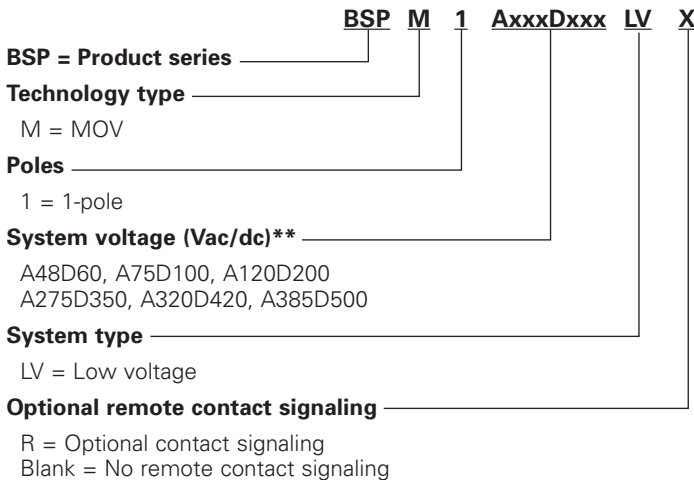 BSP M 1 AxxxDxxx LV X
BSP = Product series
Technology type
M = MOV
Poles
1 = 1-pole
System voltage (Vac/dc)**
A48D60, A75D100, A120D200
A275D350, A320D420, A385D500
System type
LV = Low voltage
Optional remote contact signaling
R = Optional contact signaling
Blank = No remote contact signaling